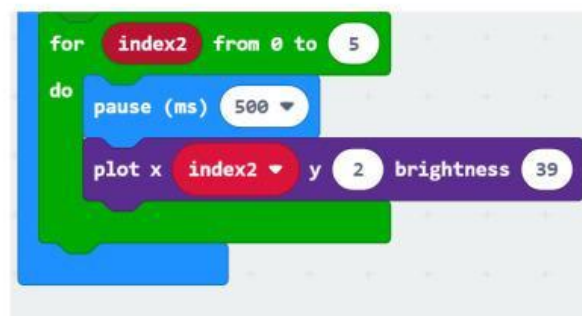 for index2 from 0 to 5
do
pause (ms) 500
plot x index2 y 2 brightness 39